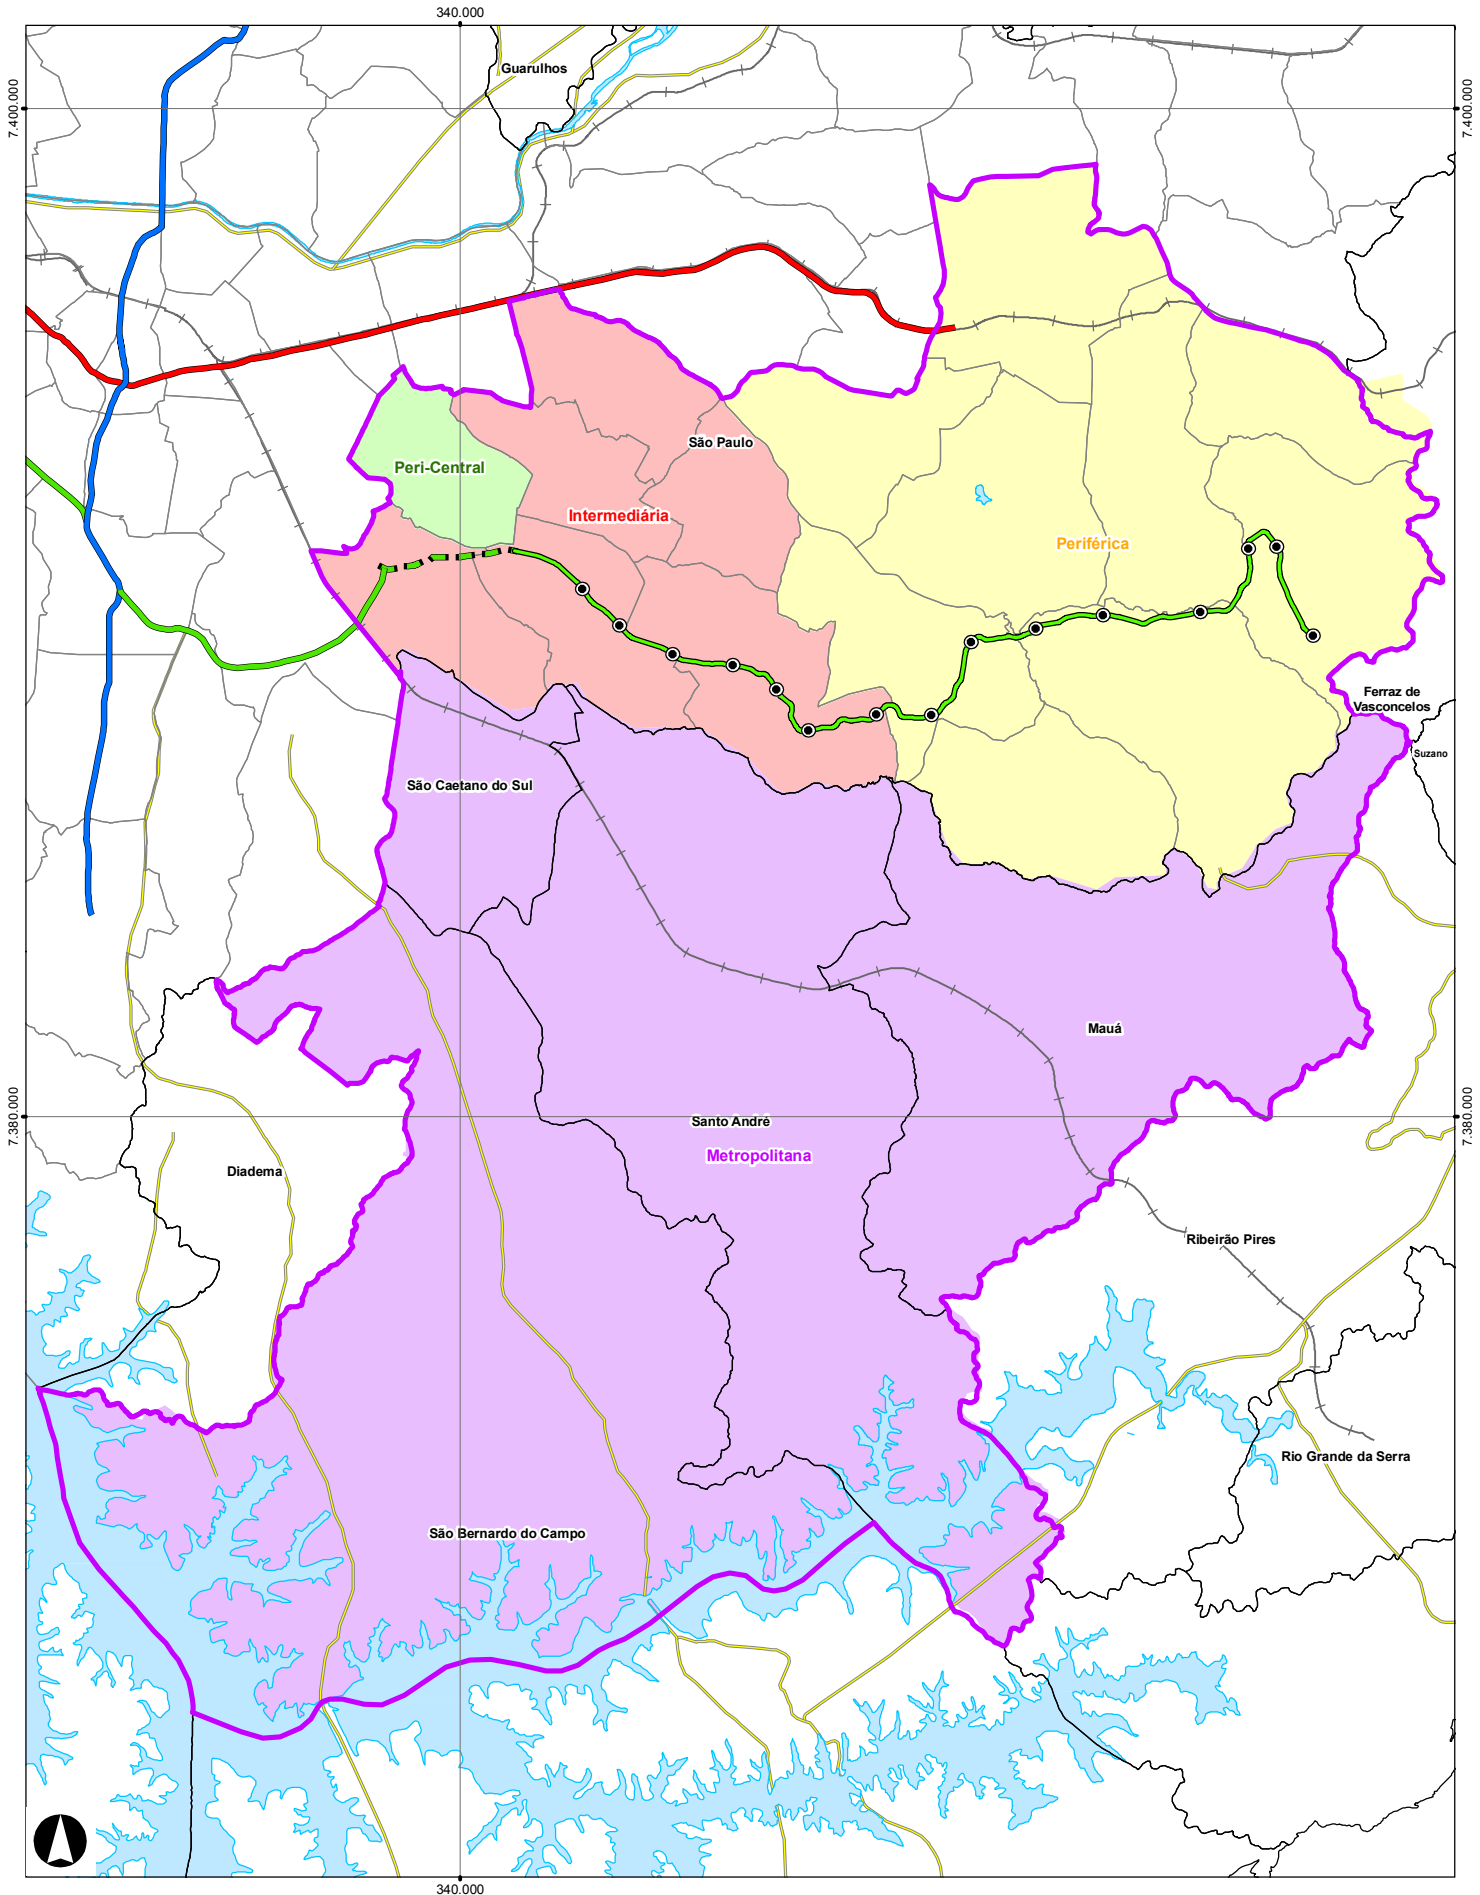 340.000
Guarulhos
7.400.000
7.400.000
São Paulo
Peri-Central
Intermediária
Periférica
Ferraz de
Vasconcelos
Suzano
São Caetano do Sul
Mauá
7.380.000
7.380.000
Santo André
Metropolitana
Diadema
Ribeirão Pires
Rio Grande da Serra
São Bernardo do Campo
340.000